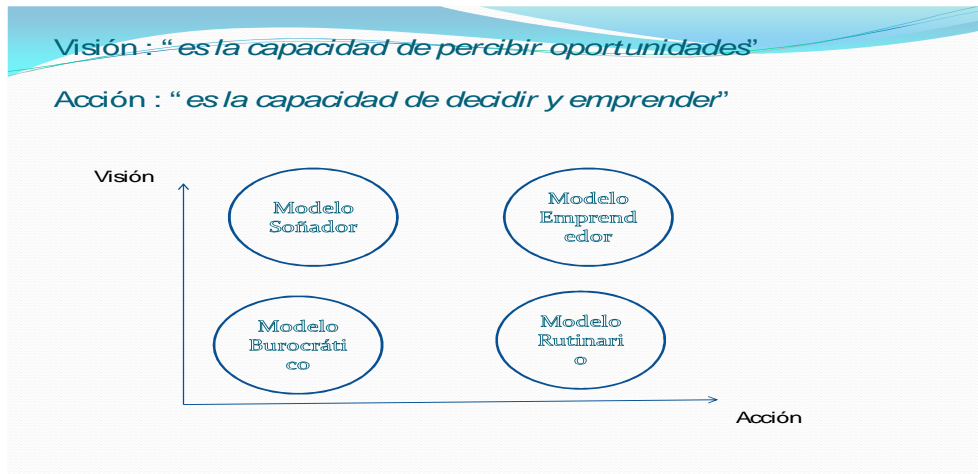 Visión : “ es la capacidad de percibir oportunidades”
Acción : “ es la capacidad de decidir y emprender”
Visión
Modelo
Soñador
Modelo
Emprend
edor
Modelo
Burocráti
co
Modelo
Rutinari
o
Acción